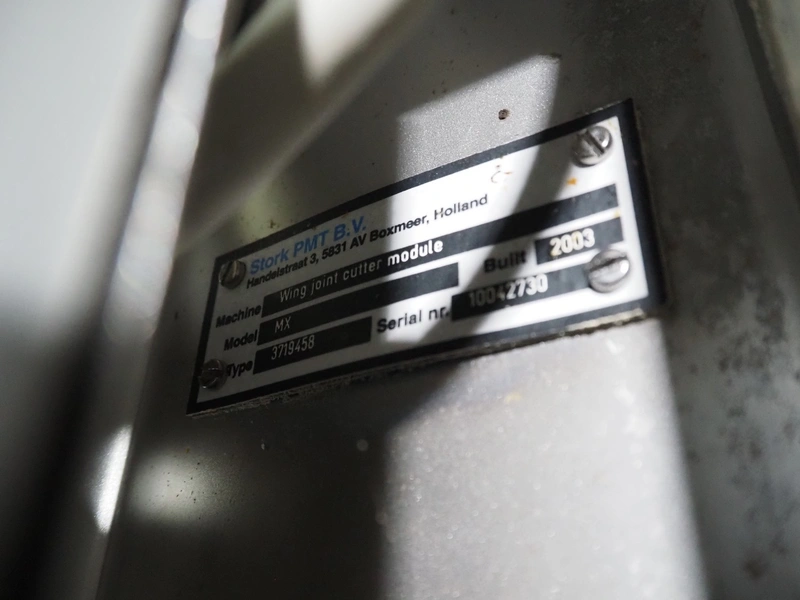 Stork PMT B.V.
Handelstraat 3, 5831 AV Boxmeer, Holland
Machine Wing joint cutter module
Model MX Built 2003
Type 3719458 Serial nr. 10042730